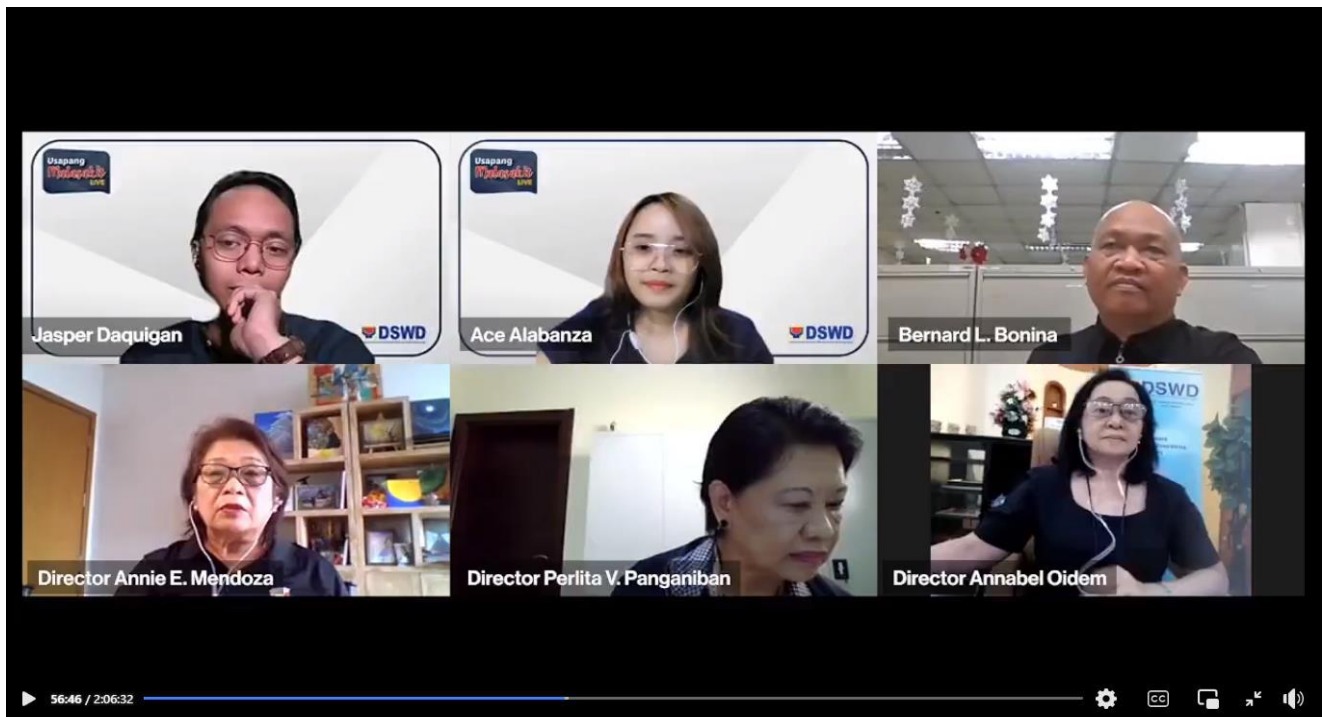 Usapang
Malasakit
LIVE
Jasper Daquigan
DSWD
Usapang
Malasakit
LIVE
Ace Alabanza
DSWD
Bernard L. Bonina
Director Annie E. Mendoza
Director Perlita V. Panganiban
DSWD
Director Annabel Oidem
56:46 / 2:06:32
CC